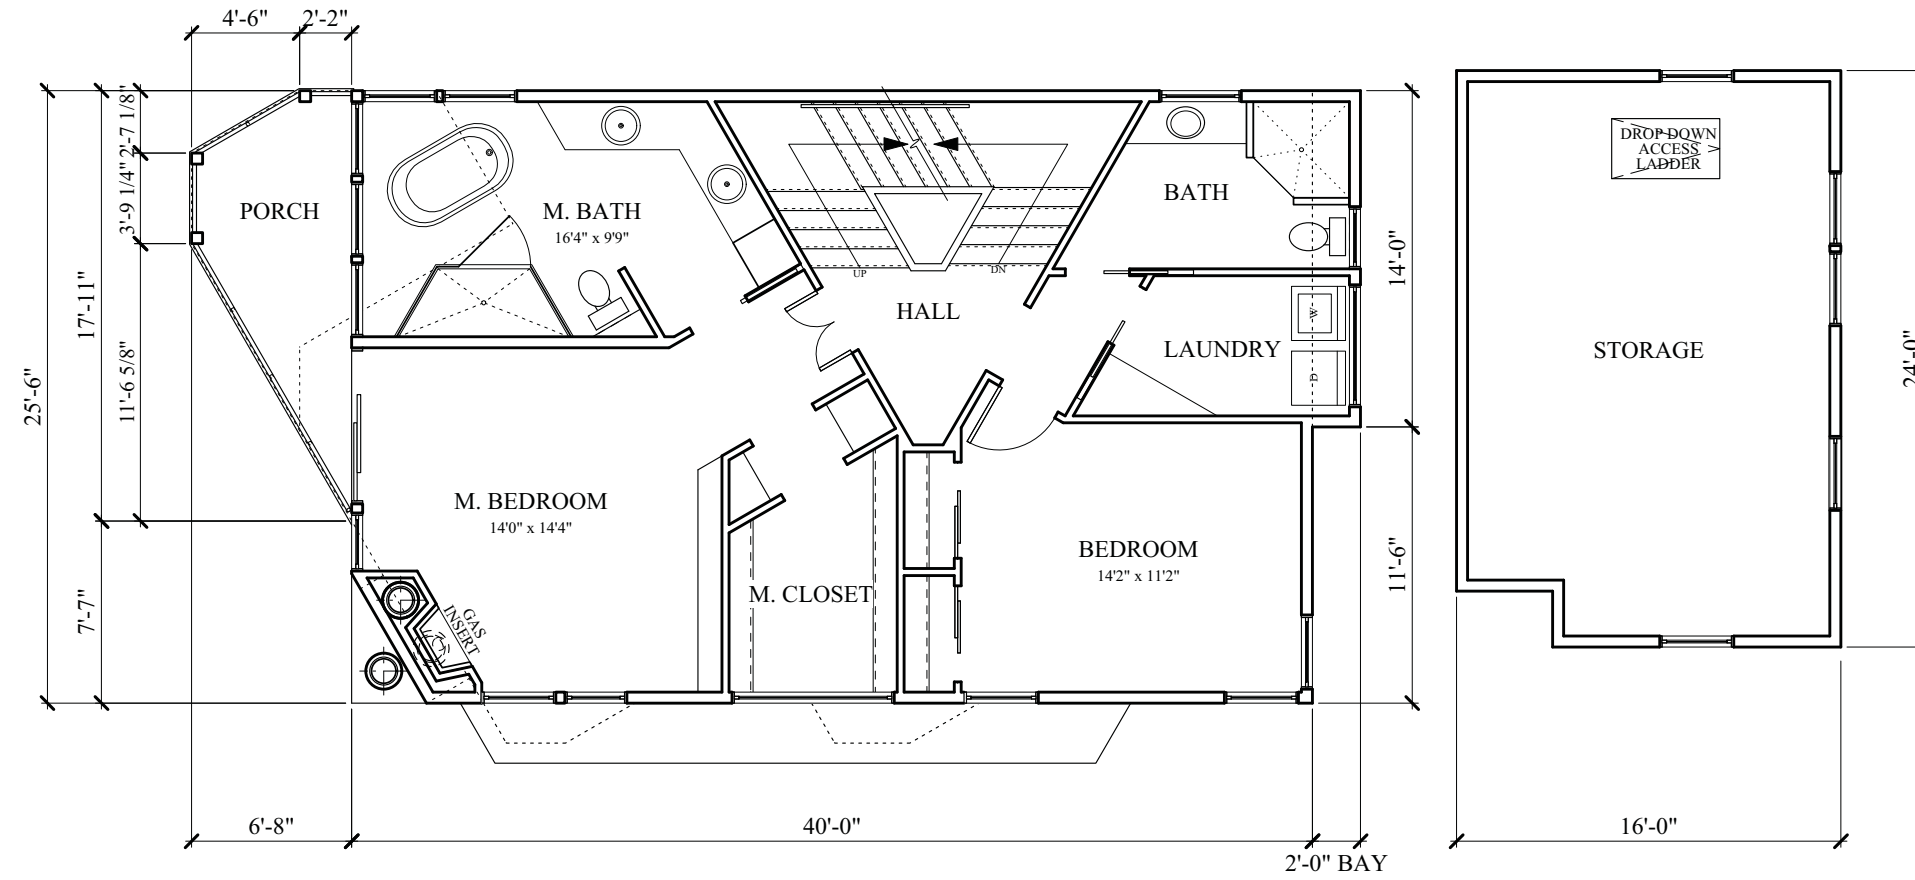 4'-6"
2'-2"
2'-7 1/8"
3'-9 1/4"
11'-6 5/8"
17'-11"
7'-7"
25'-6"
PORCH
M. BATH
16'4" x 9'9"
UP
DN
HALL
BATH
W
D
LAUNDRY
14'-0"
11'-6"
M. BEDROOM
14'0" x 14'4"
GAS
INSERT
M. CLOSET
BEDROOM
14'2" x 11'2"
6'-8"
40'-0"
2'-0" BAY
DROP DOWN
ACCESS
LADDER
STORAGE
24'-0"
16'-0"